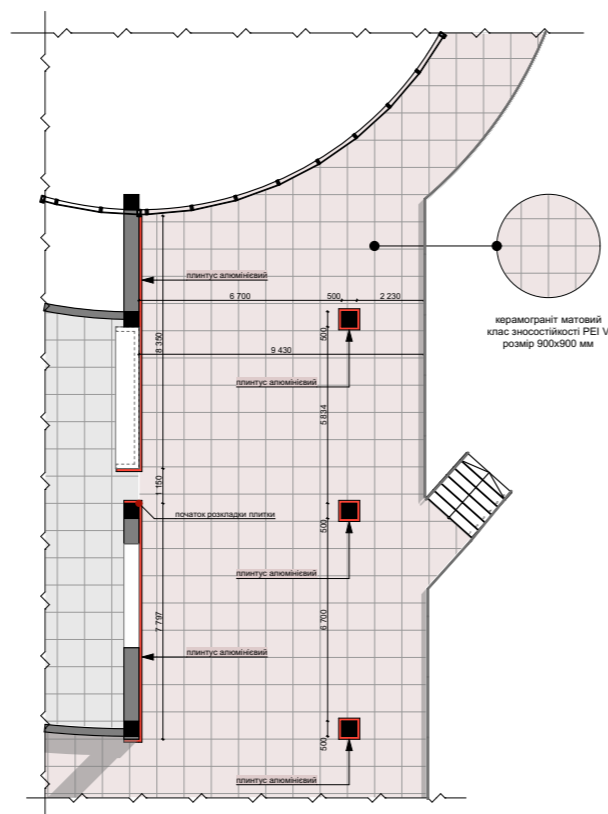 плинтус алюмінієвий
6 700
500
2 230
500
8 350
9 430
керамограніт матовий
клас зносостійкості PEI V
розмір 900х900 мм
плинтус алюмінієвий
5 834
1 150
початок розкладки плитки
500
плинтус алюмінієвий
7 797
6 700
плинтус алюмінієвий
500
плинтус алюмінієвий